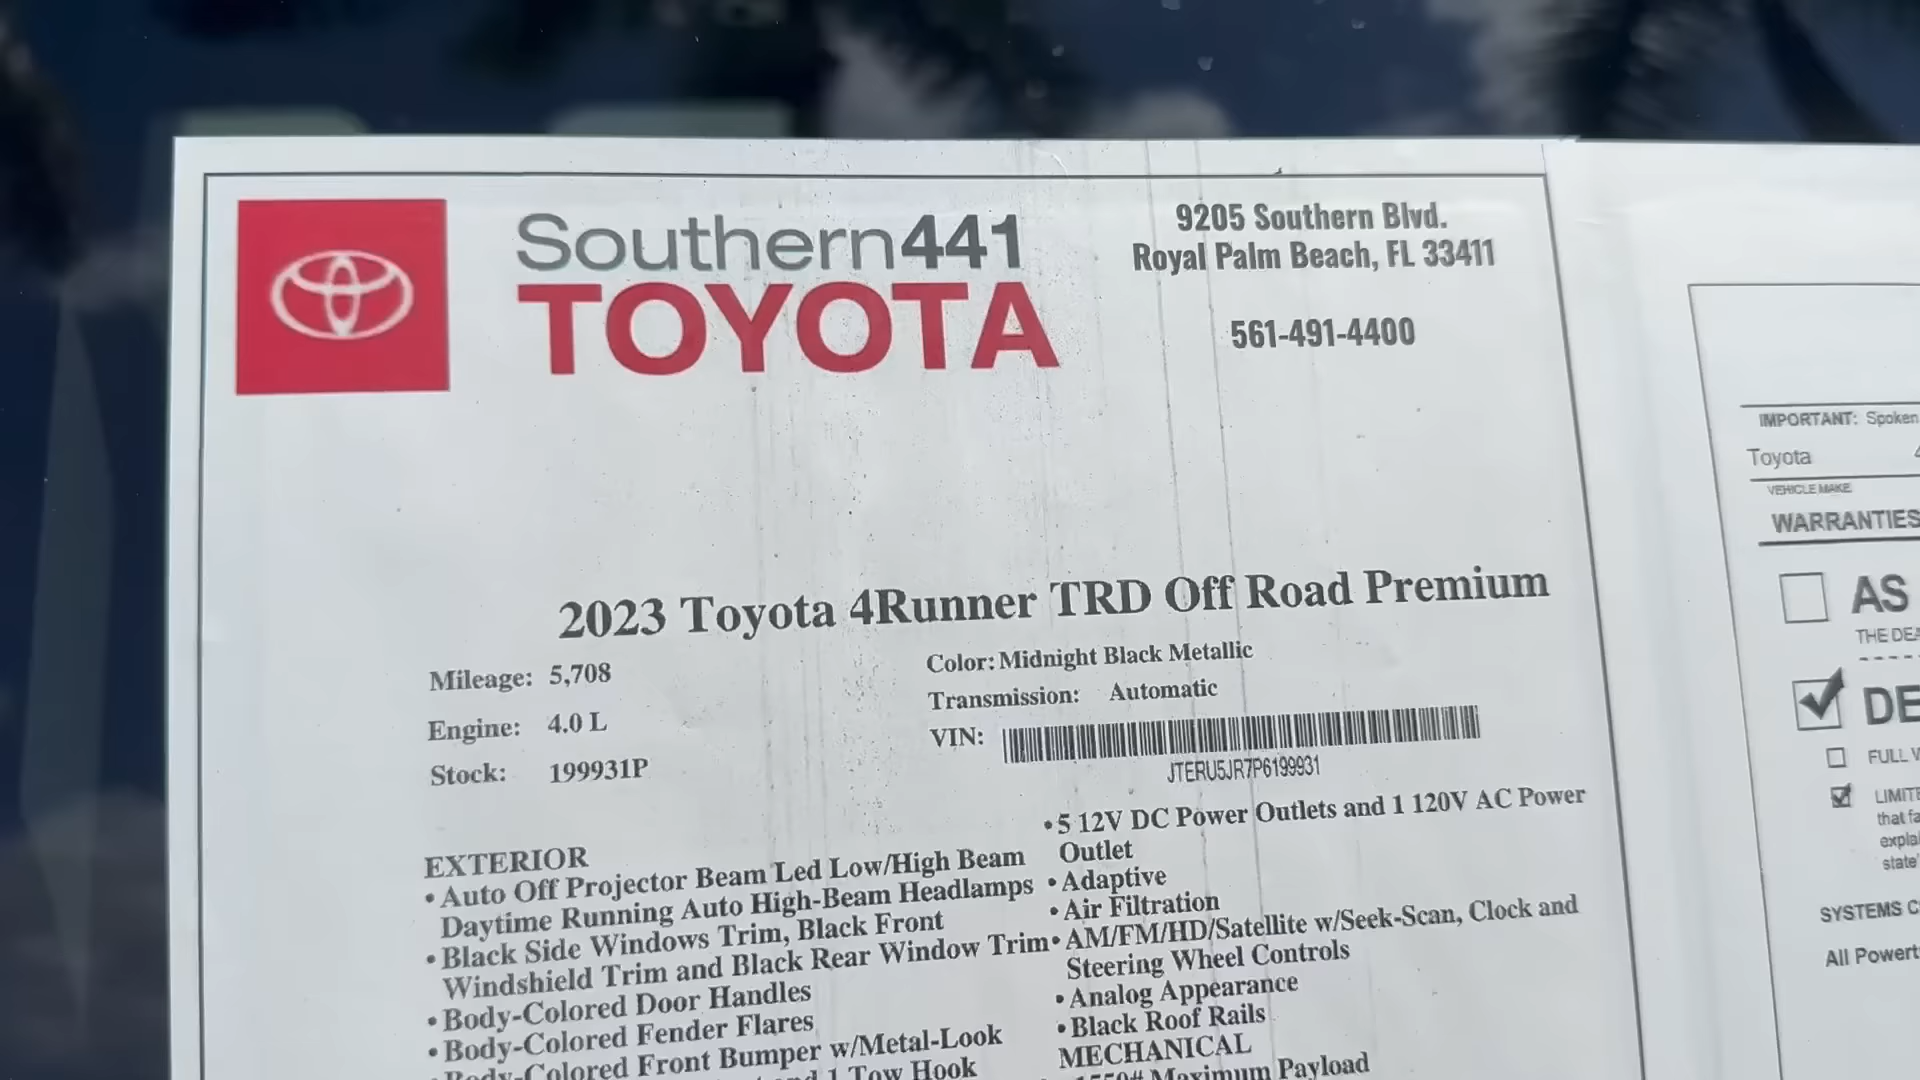 Southern441
TOYOTA
9205 Southern Blvd.
Royal Palm Beach, FL 33411
561-491-4400
2023 Toyota 4Runner TRD Off Road Premium
Mileage: 5,708
Engine: 4.0 L
Stock: 199931P
Color: Midnight Black Metallic
Transmission: Automatic
VIN:
JTERU5JR7P6199931
EXTERIOR
• Auto Off Projector Beam Led Low/High Beam
Daytime Running Auto High-Beam Headlamps
• Black Side Windows Trim, Black Front
Windshield Trim and Black Rear Window Trim
• Body-Colored Door Handles
• Body-Colored Fender Flares
• Body-Colored Front Bumper w/Metal-Look
1 Tow Hook
• 5 12V DC Power Outlets and 1 120V AC Power
Outlet
• Adaptive
• Air Filtration
• AM/FM/HD/Satellite w/Seek-Scan, Clock and
Steering Wheel Controls
• Analog Appearance
• Black Roof Rails
MECHANICAL
Maximum Payload
IMPORTANT: Spoken
Toyota
VEHICLE MAKE
WARRANTIES
AS
THE DEA
DE
FULL
LIMITE
that fa
expla
state'
SYSTEMS C
All Powert